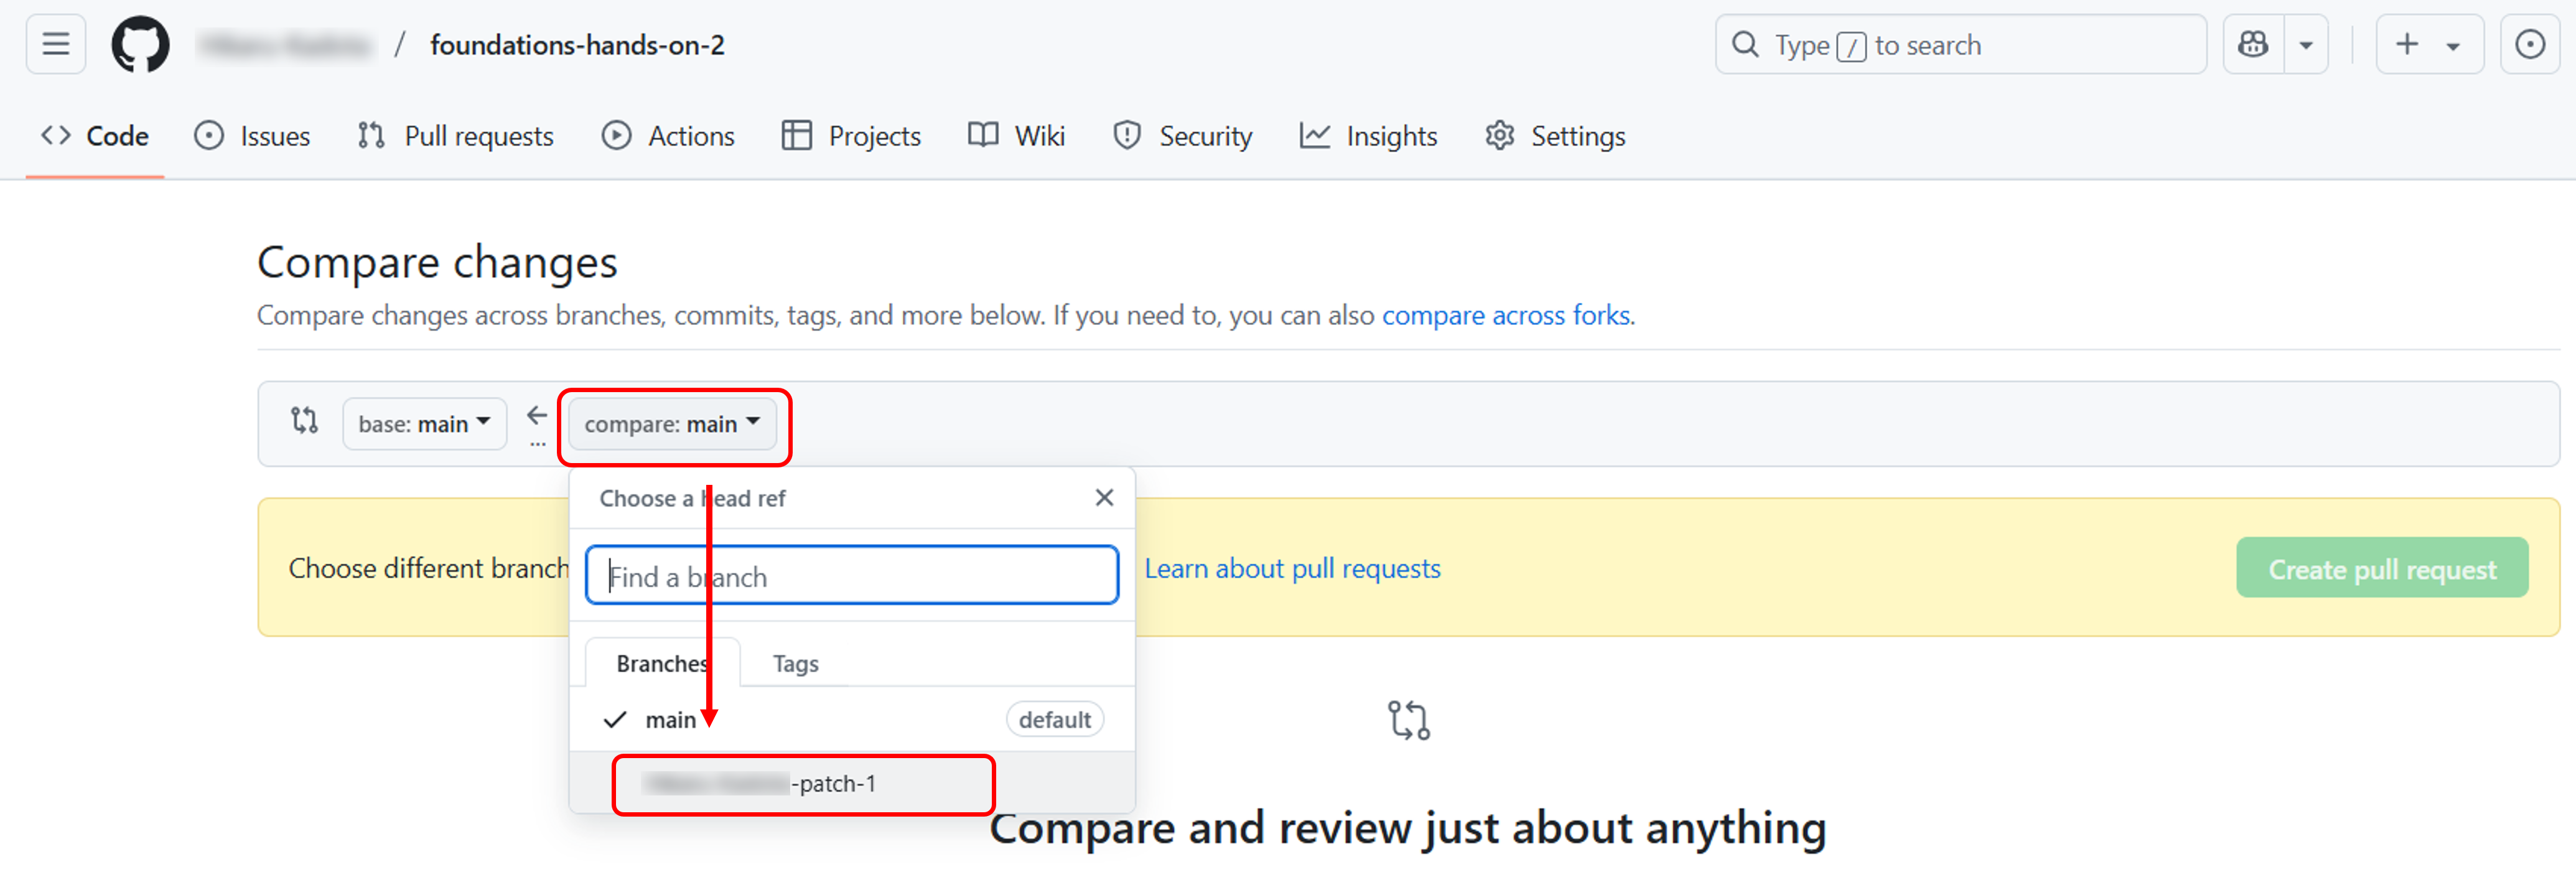 / foundations-hands-on-2
Type / to search
Code Issues Pull requests Actions Projects Wiki Security Insights Settings
Compare changes
Compare changes across branches, commits, tags, and more below. If you need to, you can also compare across forks.
base: main
...
compare: main
Choose a head ref
Find a branch
Branches Tags
main default
-patch-1
Choose different branch
Learn about pull requests
Create pull request
Compare and review just about anything